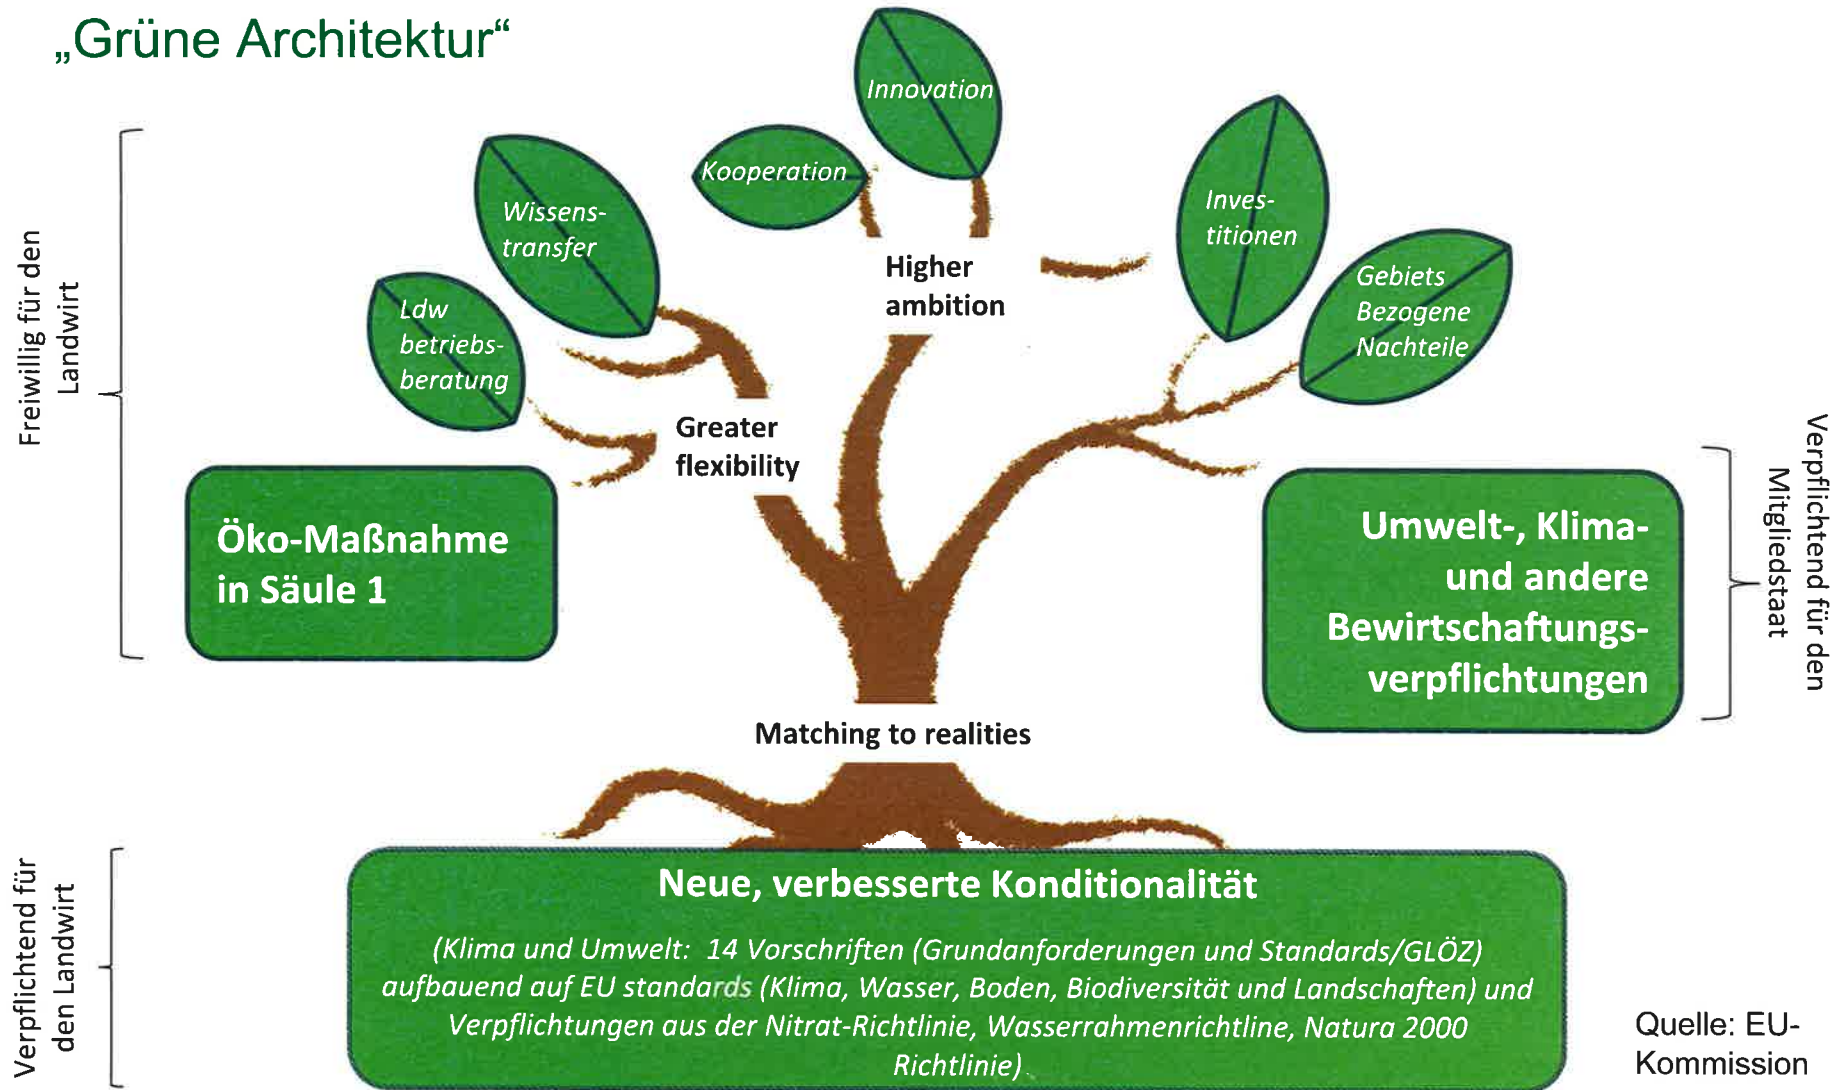 „Grüne Architektur“
Innovation
Kooperation
Wissens-
transfer
Inves-
titionen
Gebiets
Bezogene
Nachteile
Ldw
betriebs-
beratung
Higher
ambition
Greater
flexibility
Freiwillig für den
Landwirt
Öko-Maßnahme
in Säule 1
Umwelt-, Klima-
und andere
Bewirtschaftungs-
verpflichtungen
Verpflichtend für den
Mitgliedstaat
Matching to realities
Verpflichtend für
den Landwirt
Neue, verbesserte Konditionalität
(Klima und Umwelt: 14 Vorschriften (Grundanforderungen und Standards/GLÖZ)
aufbauend auf EU standards (Klima, Wasser, Boden, Biodiversität und Landschaften) und
Verpflichtungen aus der Nitrat-Richtlinie, Wasserrahmenrichtline, Natura 2000
Richtlinie)
Quelle: EU-
Kommission